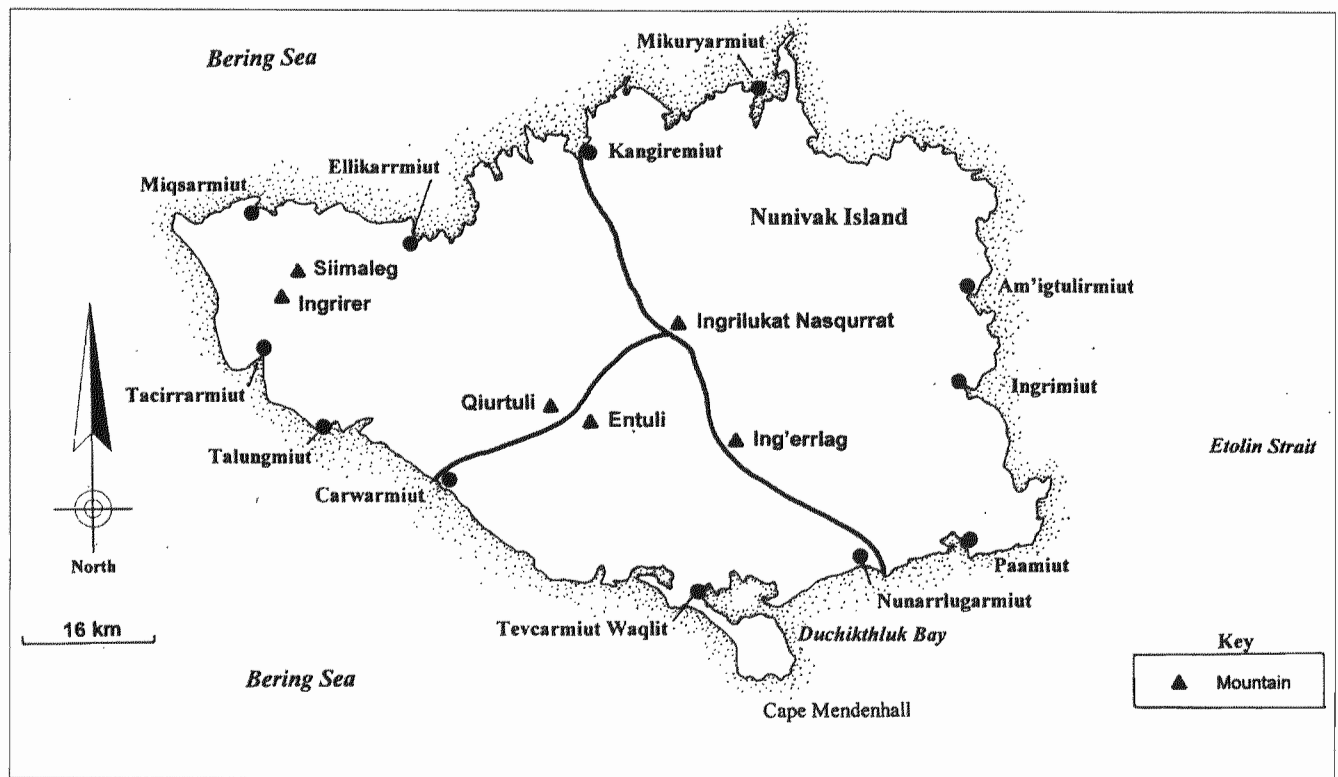 Bering Sea
Mikuryarmiut
Kangiremiut
Ellikarrmiut
Miqsarmiut
Nunivak Island
Siimaleg
Ingrirer
Am'igtulirmiut
Ingrilukat Nasqurrat
Ingrimiut
Tacirrarmiut
Qiurtuli
Entuli
Ing'errlag
Etolin Strait
Talungmiut
Carwarmiut
North
Paamiut
Nunarrlugarmiut
16 km
Tevcarmiut Waqlit
Duchikthluk Bay
Key
Bering Sea
Mountain
Cape Mendenhall